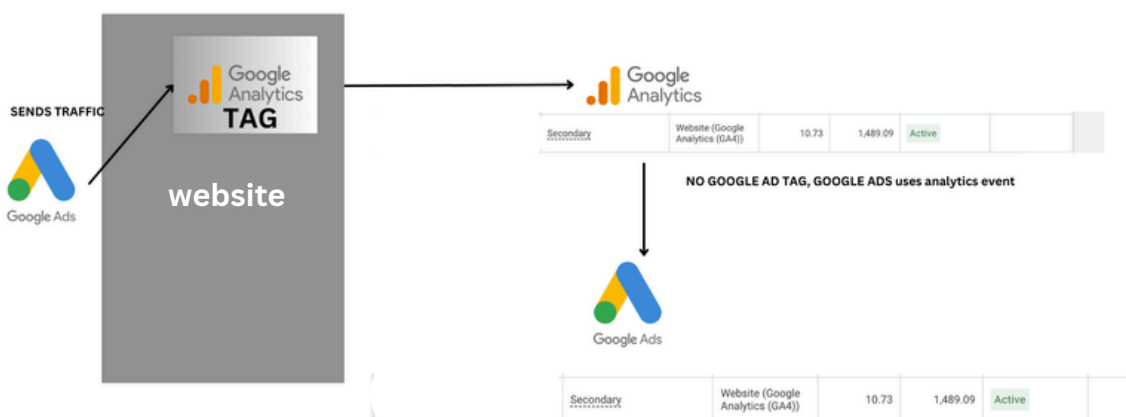 SENDS TRAFFIC
Google Ads
Google
Analytics
TAG
website
Google
Analytics
Secondary
Website (Google
Analytics (GA4))
10.73
1,489.09
Active
NO GOOGLE AD TAG, GOOGLE ADS uses analytics event
Google Ads
Secondary
Website (Google
Analytics (GA4))
10.73
1,489.09
Active